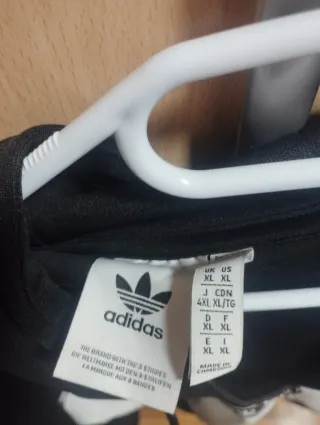 adidas
THE BRAND WITH THE 3 STRIPES
DIE WELTMARKE MIT DEN 3 STREIFEN
LA MARQUE AUX 3 BANDES
UK US
XL XL
J CDN
4XL XL/TG
D F
XL XL
E I
XL XL
MADE IN